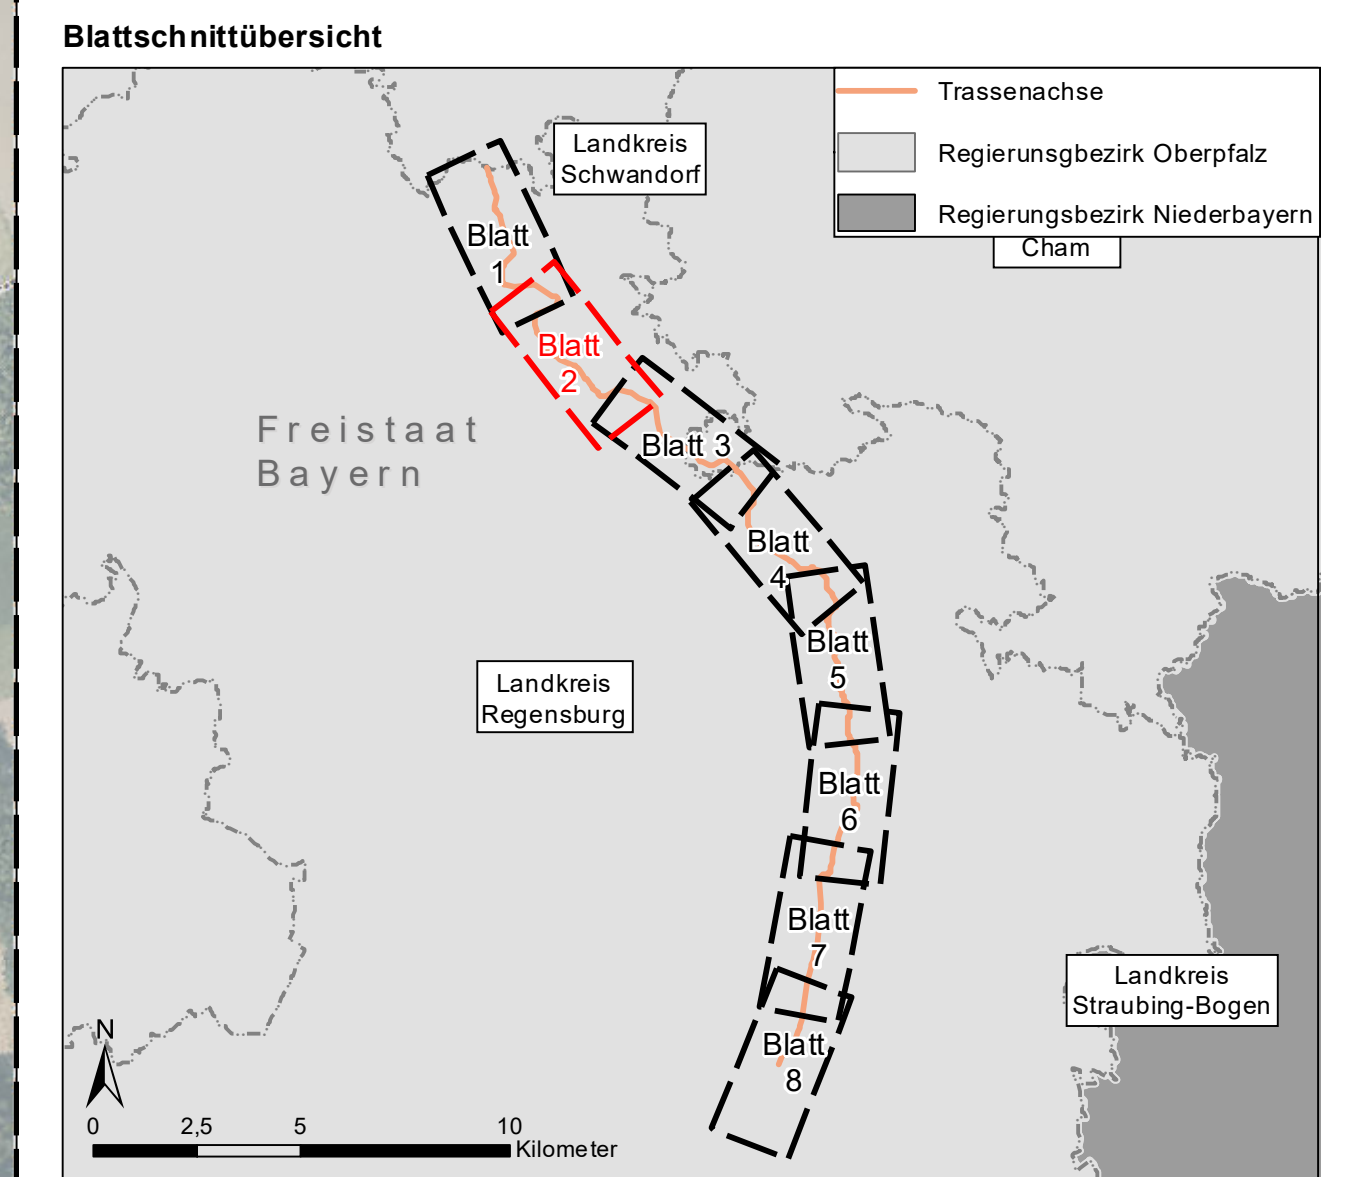 Blattschnittübersicht
Trassenachse
Regierunsgbezirk Oberpfalz
Regierungsbezirk Niederbayern
Landkreis
Schwandorf
Cham
Blatt
1
Blatt
2
Freistaat
Bayern
Blatt 3
Blatt
4
Blatt
5
Landkreis
Regensburg
Blatt
6
Blatt
7
Landkreis
Straubing-Bogen
Blatt
8
N
0 2,5 5 10
Kilometer